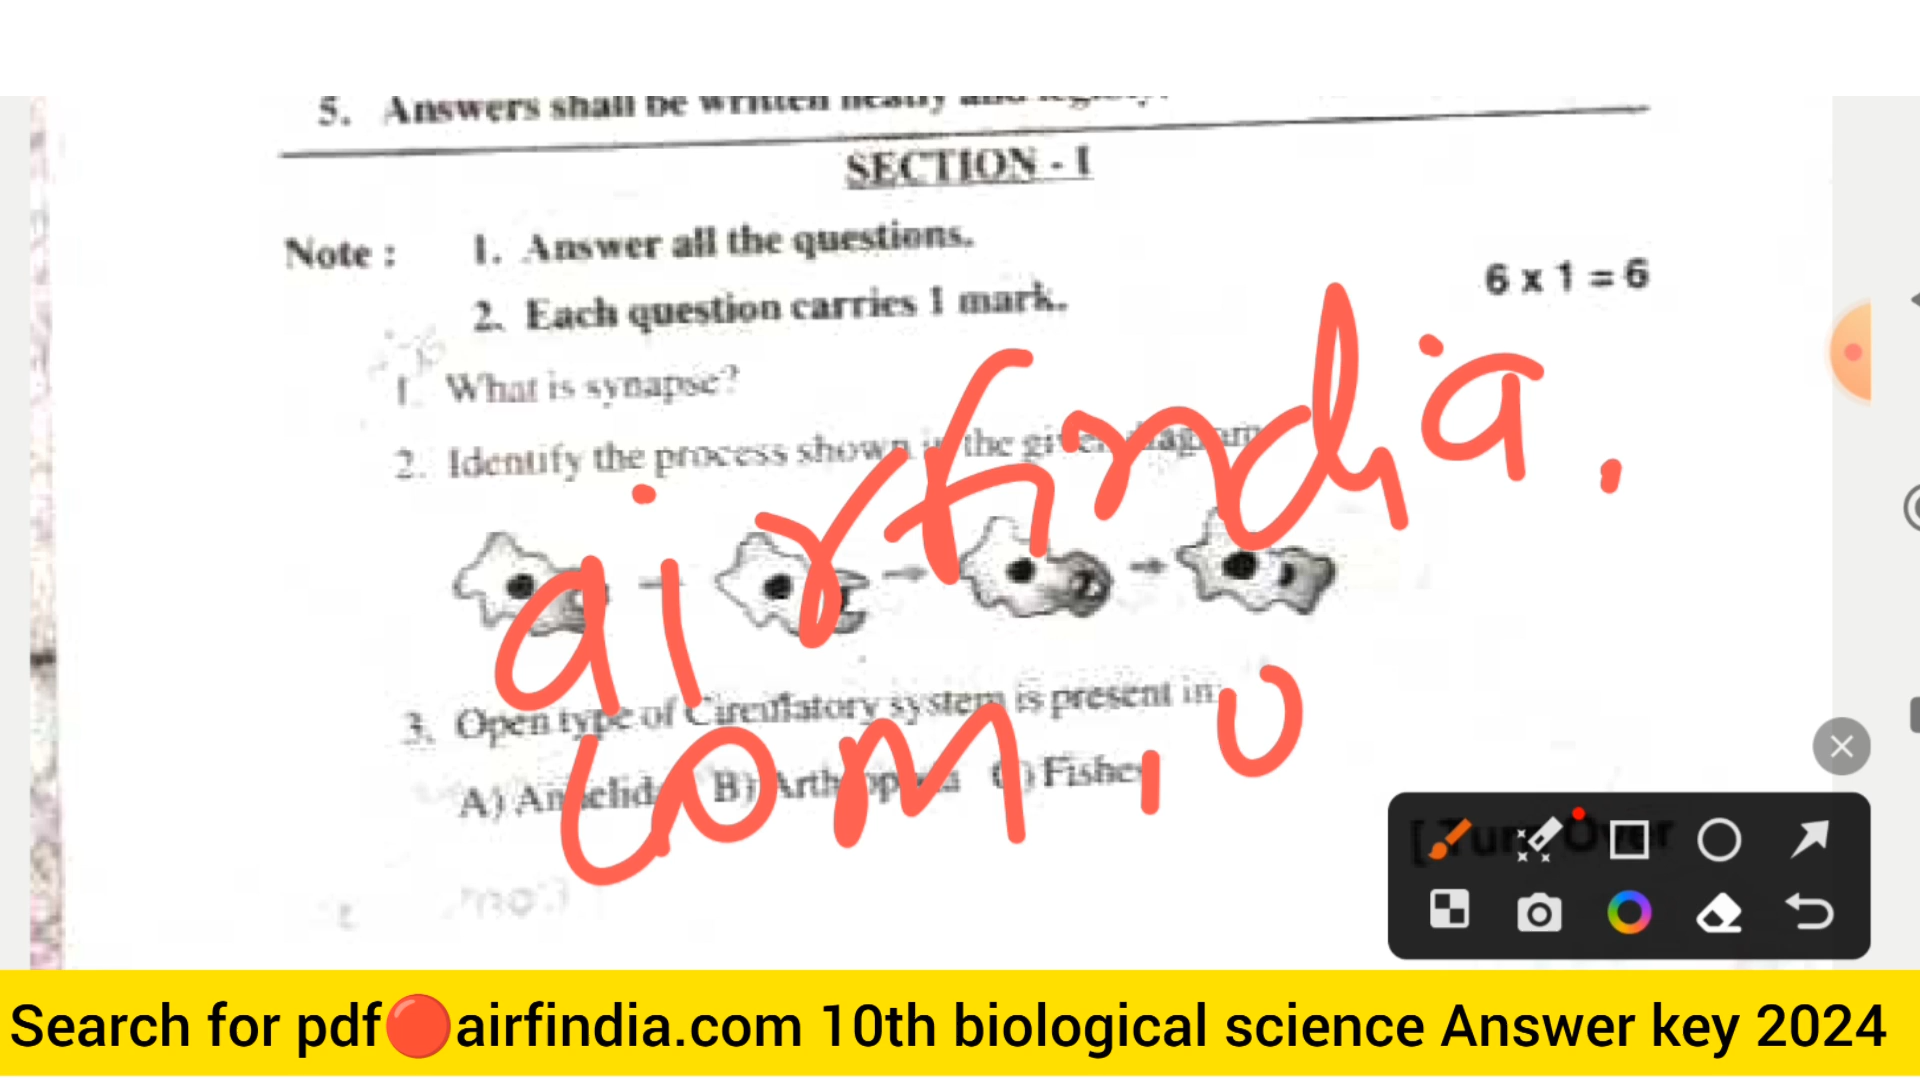 5. Answers shall be written neatly and legibly.
SECTION - I
Note : 1. Answer all the questions.
6 x 1 = 6
2. Each question carries 1 mark.
1. What is synapse?
2. Identify the process shown in the given diagram
airfindia.
3. Open type of Circulatory system is present in
com
A) Annelida B) Arthropoda C) Fishes
[ Turn Over
Search for pdf🔴airfindia.com 10th biological science Answer key 2024